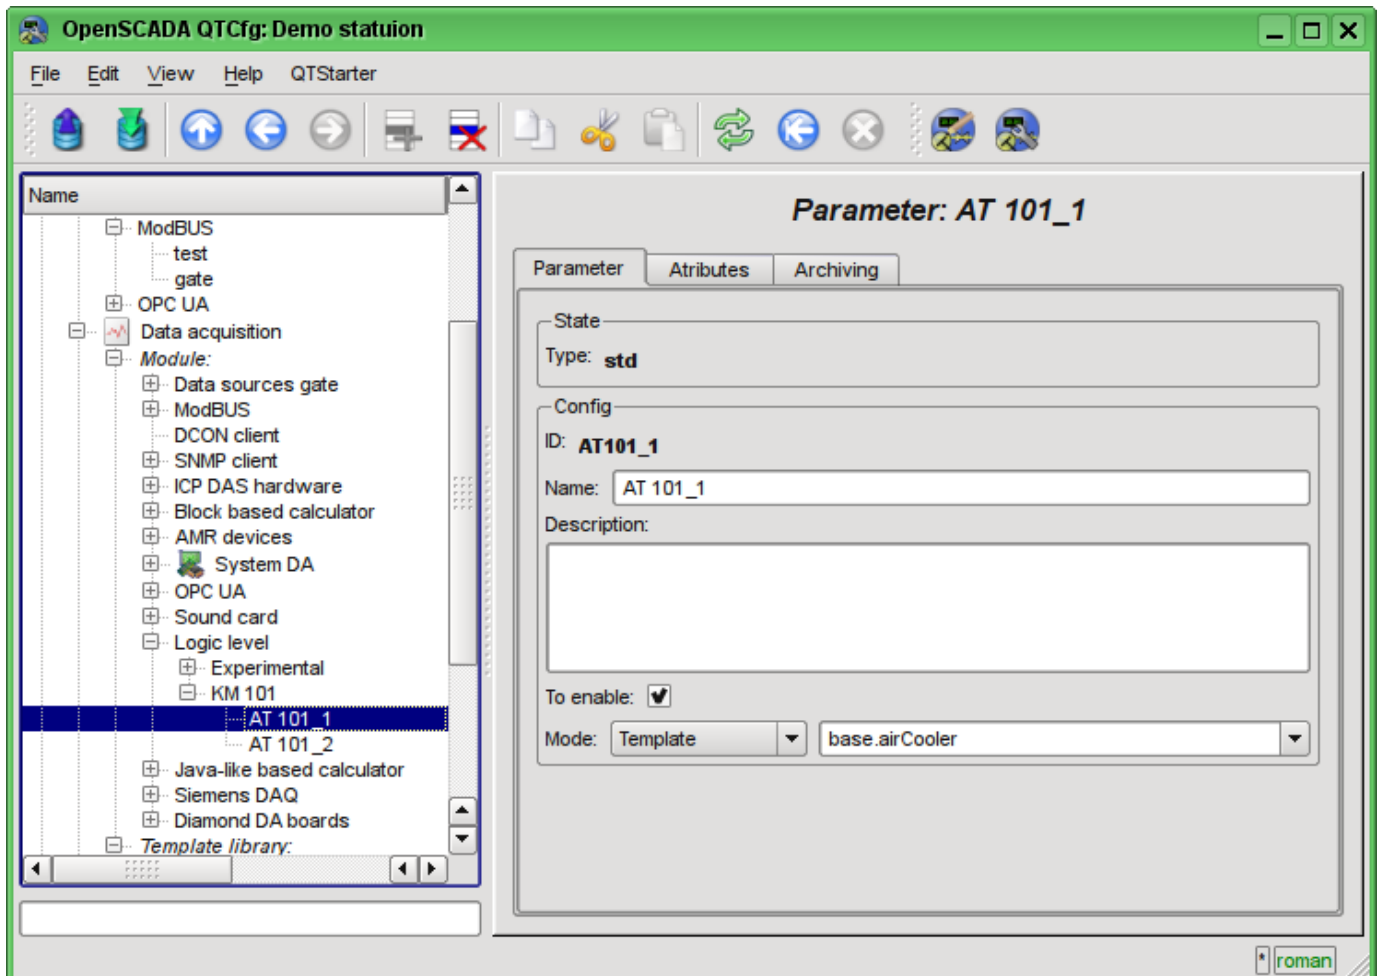 OpenSCADA QTCfg: Demo statuion
File Edit View Help QTStarter
Name
ModBUS
test
gate
OPC UA
Data acquisition
Module:
Data sources gate
ModBUS
DCON client
SNMP client
ICP DAS hardware
Block based calculator
AMR devices
System DA
OPC UA
Sound card
Logic level
Experimental
KM 101
AT 101_1
AT 101_2
Java-like based calculator
Siemens DAQ
Diamond DA boards
Template library:
Parameter: AT 101_1
Parameter Atributes Archiving
State
Type: std
Config
ID: AT101_1
Name: AT 101_1
Description:
To enable:
Mode: Template base.airCooler
* roman